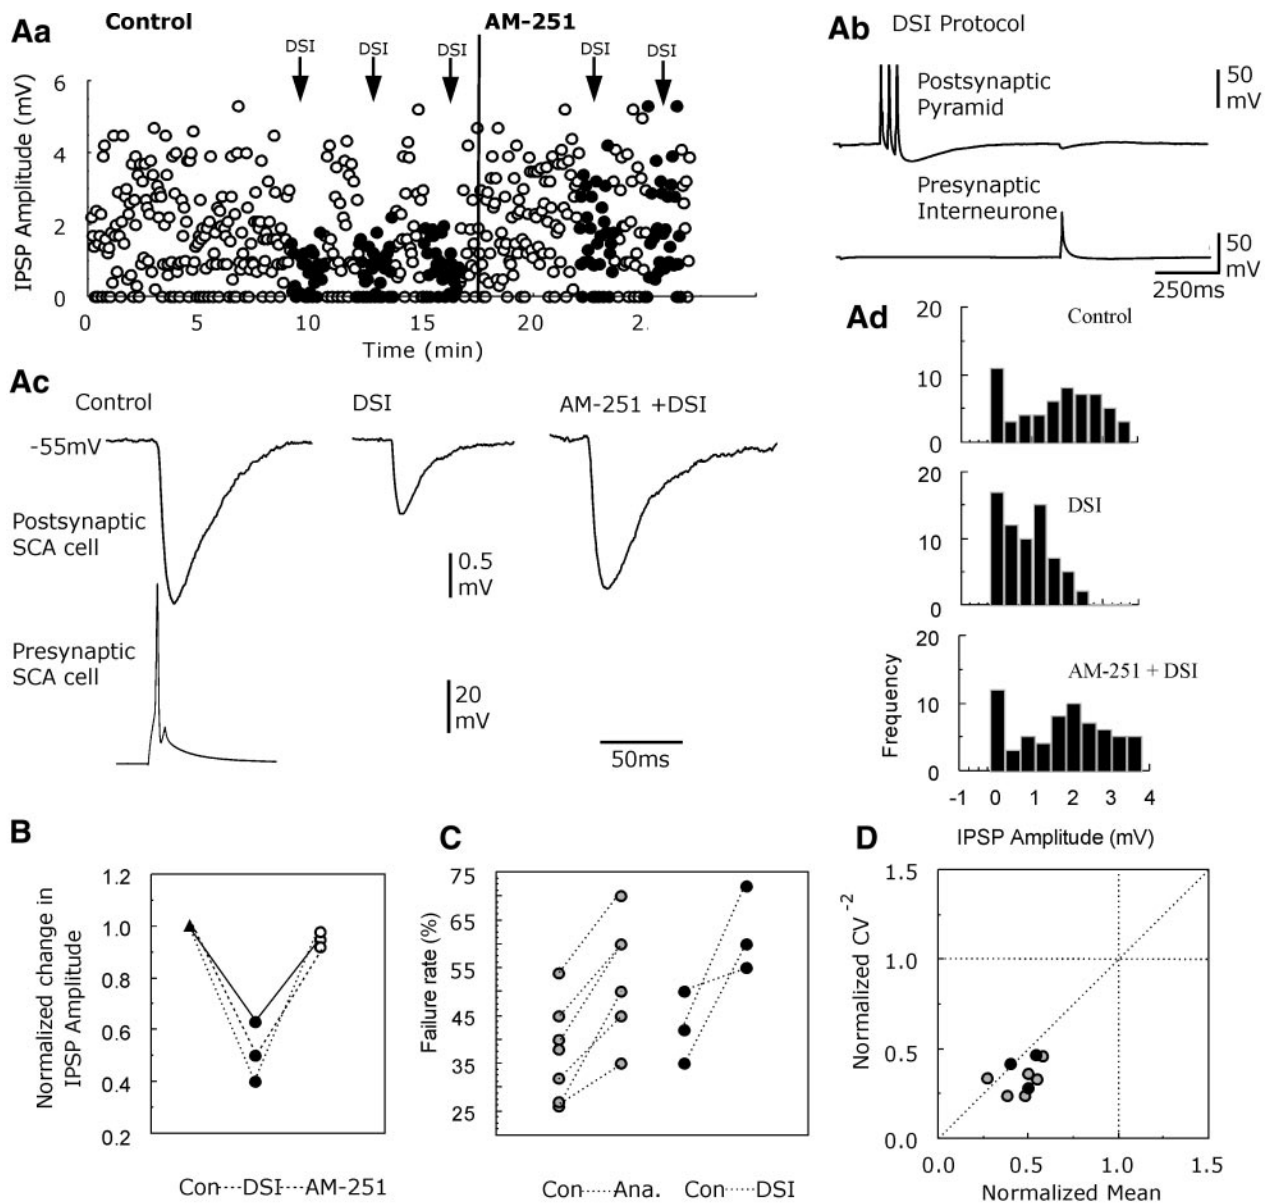 Aa
Control
AM-251
DSI
DSI
DSI
DSI
DSI
IPSP Amplitude (mV)
6
4
2
0
0
5
10
15
20
2
Time (min)
Ab
DSI Protocol
Postsynaptic
Pyramid
50
mV
Presynaptic
Interneurone
50
mV
250ms
Ac
Control
DSI
AM-251 +DSI
-55mV
Postsynaptic
SCA cell
0.5
mV
Presynaptic
SCA cell
20
mV
50ms
Ad
20
10
0
Control
20
10
0
DSI
20
10
0
AM-251 + DSI
Frequency
-1
0
1
2
3
4
IPSP Amplitude (mV)
B
Normalized change in
IPSP Amplitude
1.2
1.0
0.8
0.6
0.4
0.2
Con---DSI---AM-251
C
Failure rate (%)
75
65
55
45
35
25
Con......Ana.
Con......DSI
D
Normalized CV-2
1.5
1.0
0.5
0.0
0.0
0.5
1.0
1.5
Normalized Mean